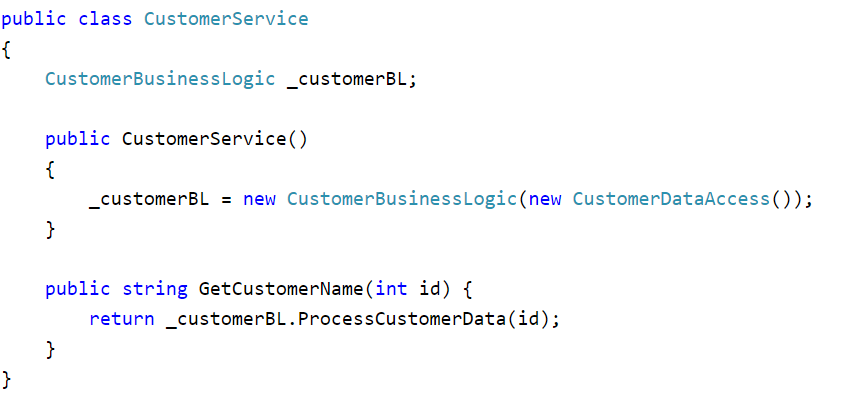 public class CustomerService
{
    CustomerBusinessLogic _customerBL;

    public CustomerService()
    {
        _customerBL = new CustomerBusinessLogic(new CustomerDataAccess());
    }

    public string GetCustomerName(int id) {
        return _customerBL.ProcessCustomerData(id);
    }
}